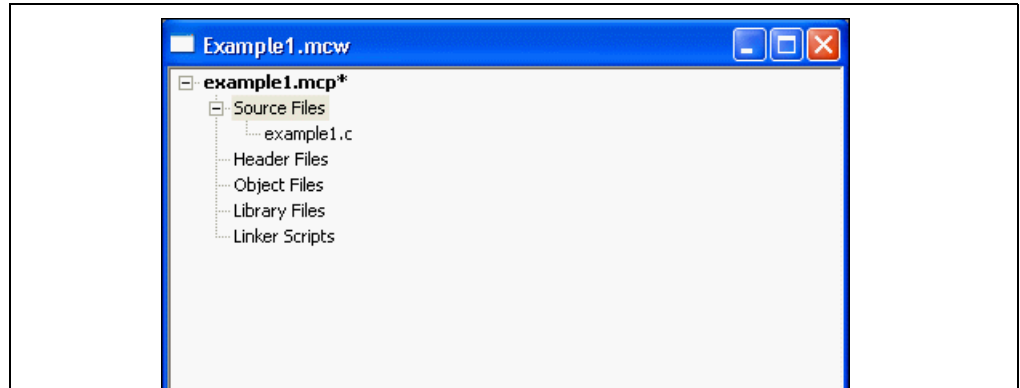 Example1.mcw
example1.mcp*
Source Files
example1.c
Header Files
Object Files
Library Files
Linker Scripts